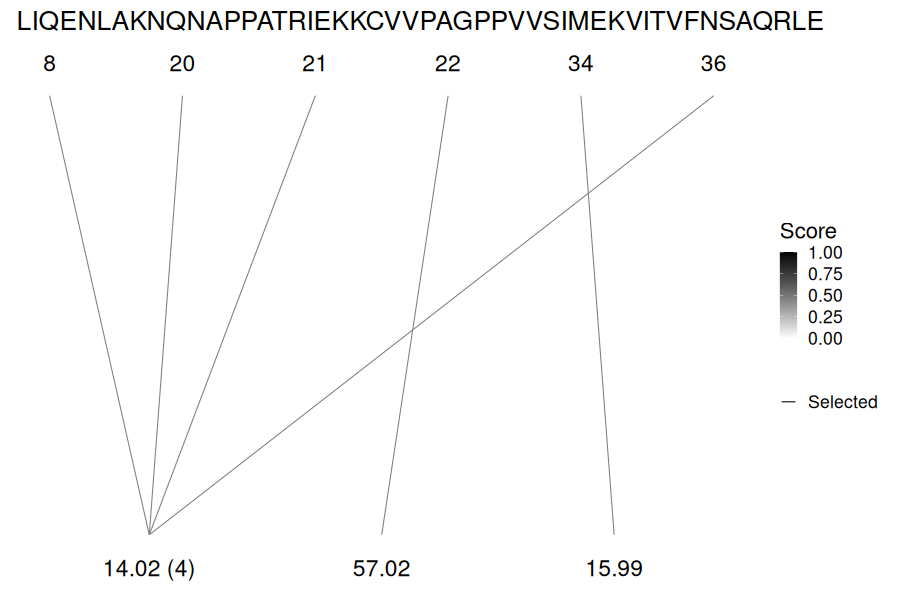 LIQENLAKNQNAPPATRIEKKCVVPAGPPVVSIMEKVITVFNSAQRLE
8 20 21 22 34 36
Score
1.00
0.75
0.50
0.25
0.00
Selected
14.02 (4) 57.02 15.99